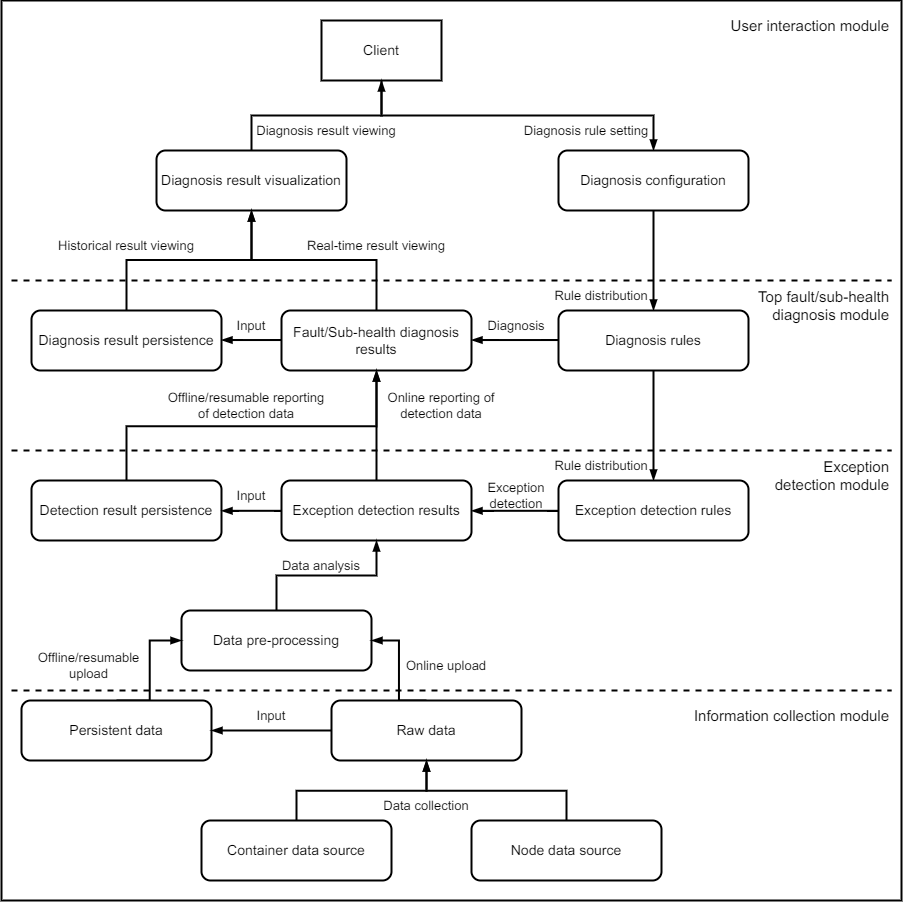 User interaction module
Client
Diagnosis result viewing
Diagnosis rule setting
Diagnosis result visualization
Diagnosis configuration
Historical result viewing
Real-time result viewing
Rule distribution
Top fault/sub-health
diagnosis module
Diagnosis result persistence
Input
Fault/Sub-health diagnosis
results
Diagnosis
Diagnosis rules
Offline/resumable reporting
of detection data
Online reporting of
detection data
Rule distribution
Exception
detection module
Detection result persistence
Input
Exception detection results
Exception
detection
Exception detection rules
Data analysis
Data pre-processing
Offline/resumable
upload
Online upload
Information collection module
Persistent data
Input
Raw data
Data collection
Container data source
Node data source